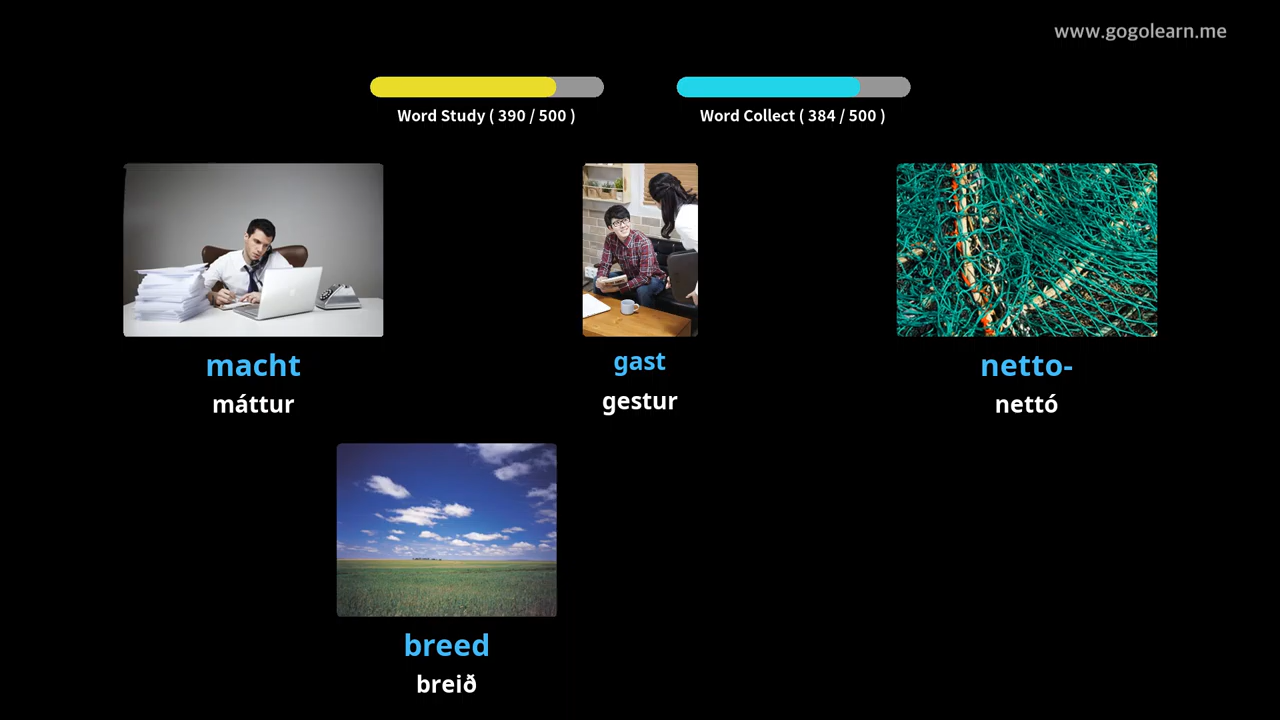 www.gogolearn.me
Word Study ( 390 / 500 )
Word Collect ( 384 / 500 )
macht
máttur
gast
gestur
netto-
nettó
breed
breið